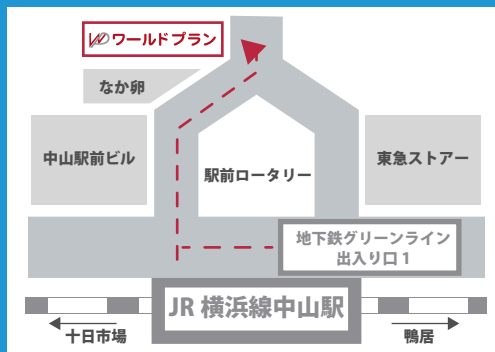 ワールドプラン
なか卵
中山駅前ビル
駅前ロータリー
東急ストアー
地下鉄グリーンライン
出入り口1
JR 横浜線中山駅
十日市場
鴨居